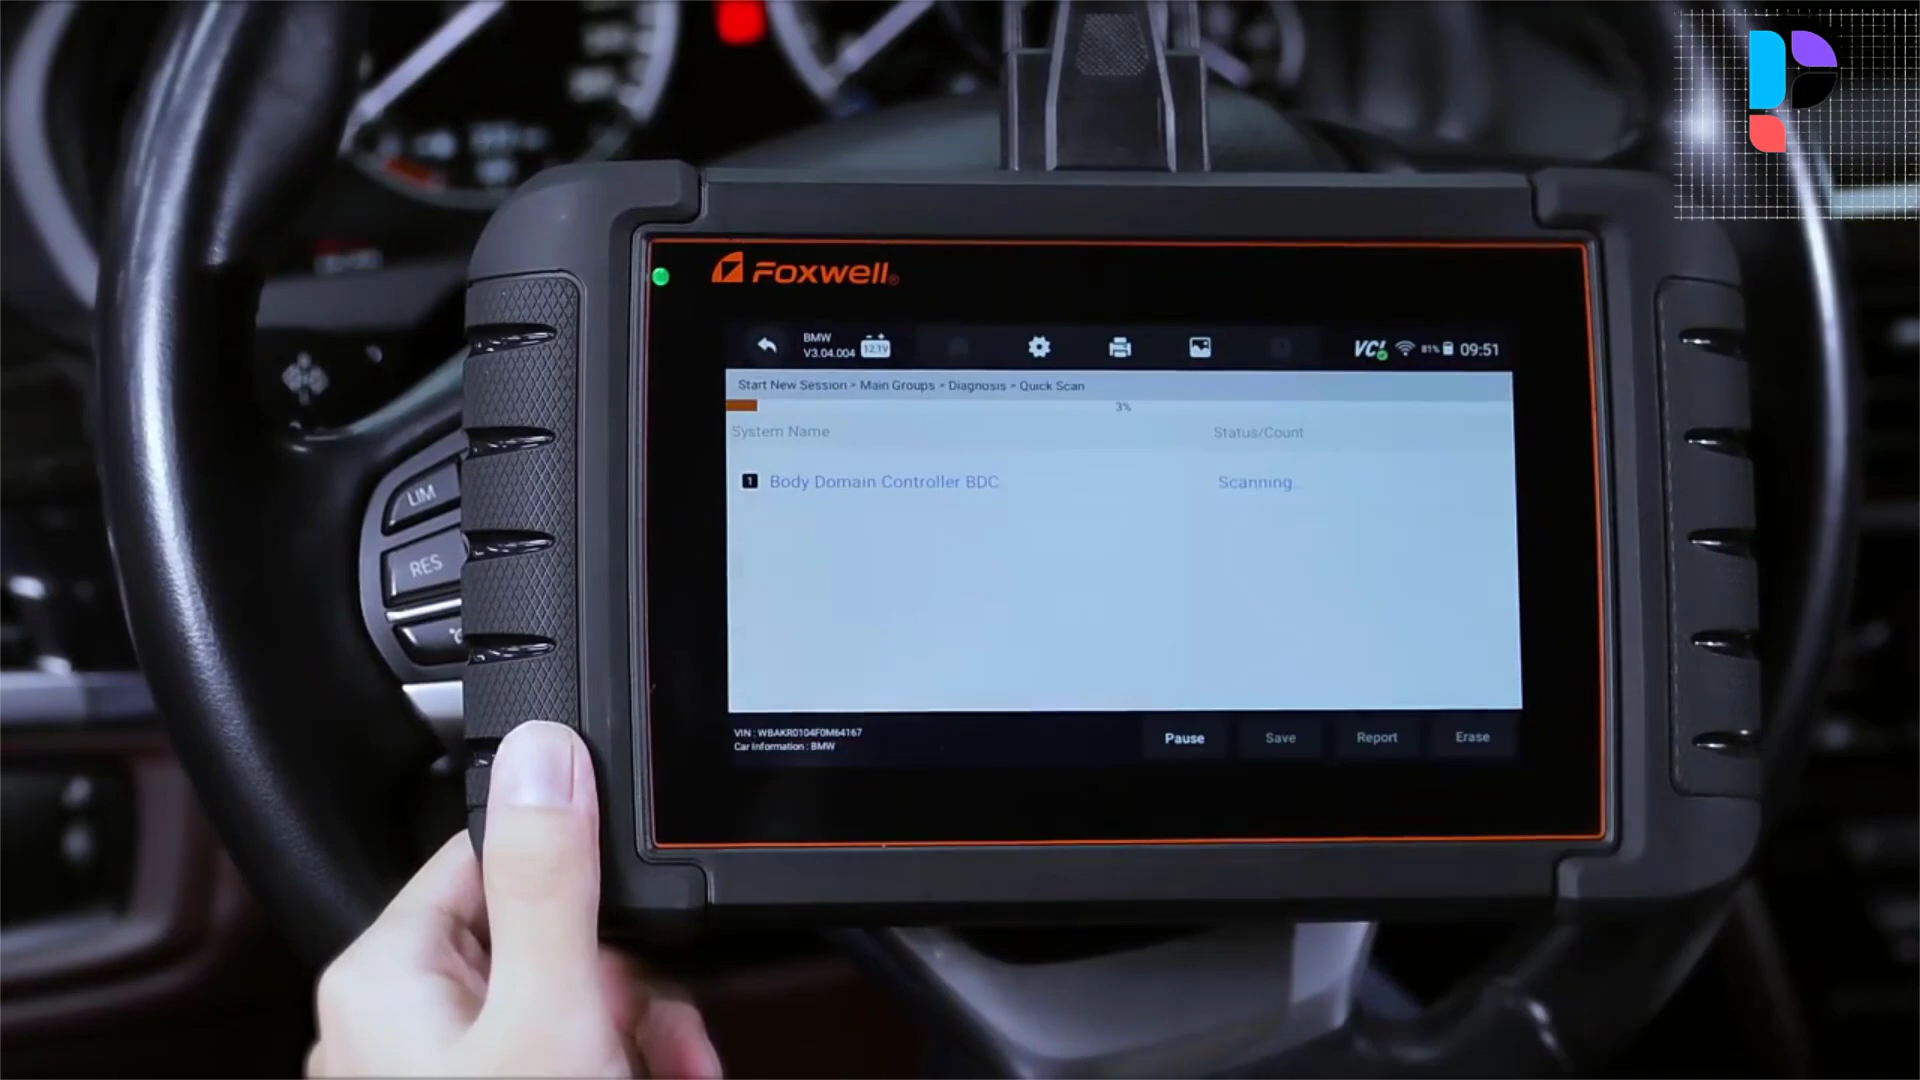 FOXWELL®
BMW
V3.04.004
12.1V
VCI
81%
09:51
Start New Session > Main Groups > Diagnosis > Quick Scan
3%
System Name
Status/Count
1 Body Domain Controller BDC
Scanning
LIM
RES
VIN : WBAKR0104F0M64167
Car Information : BMW
Pause
Save
Report
Erase